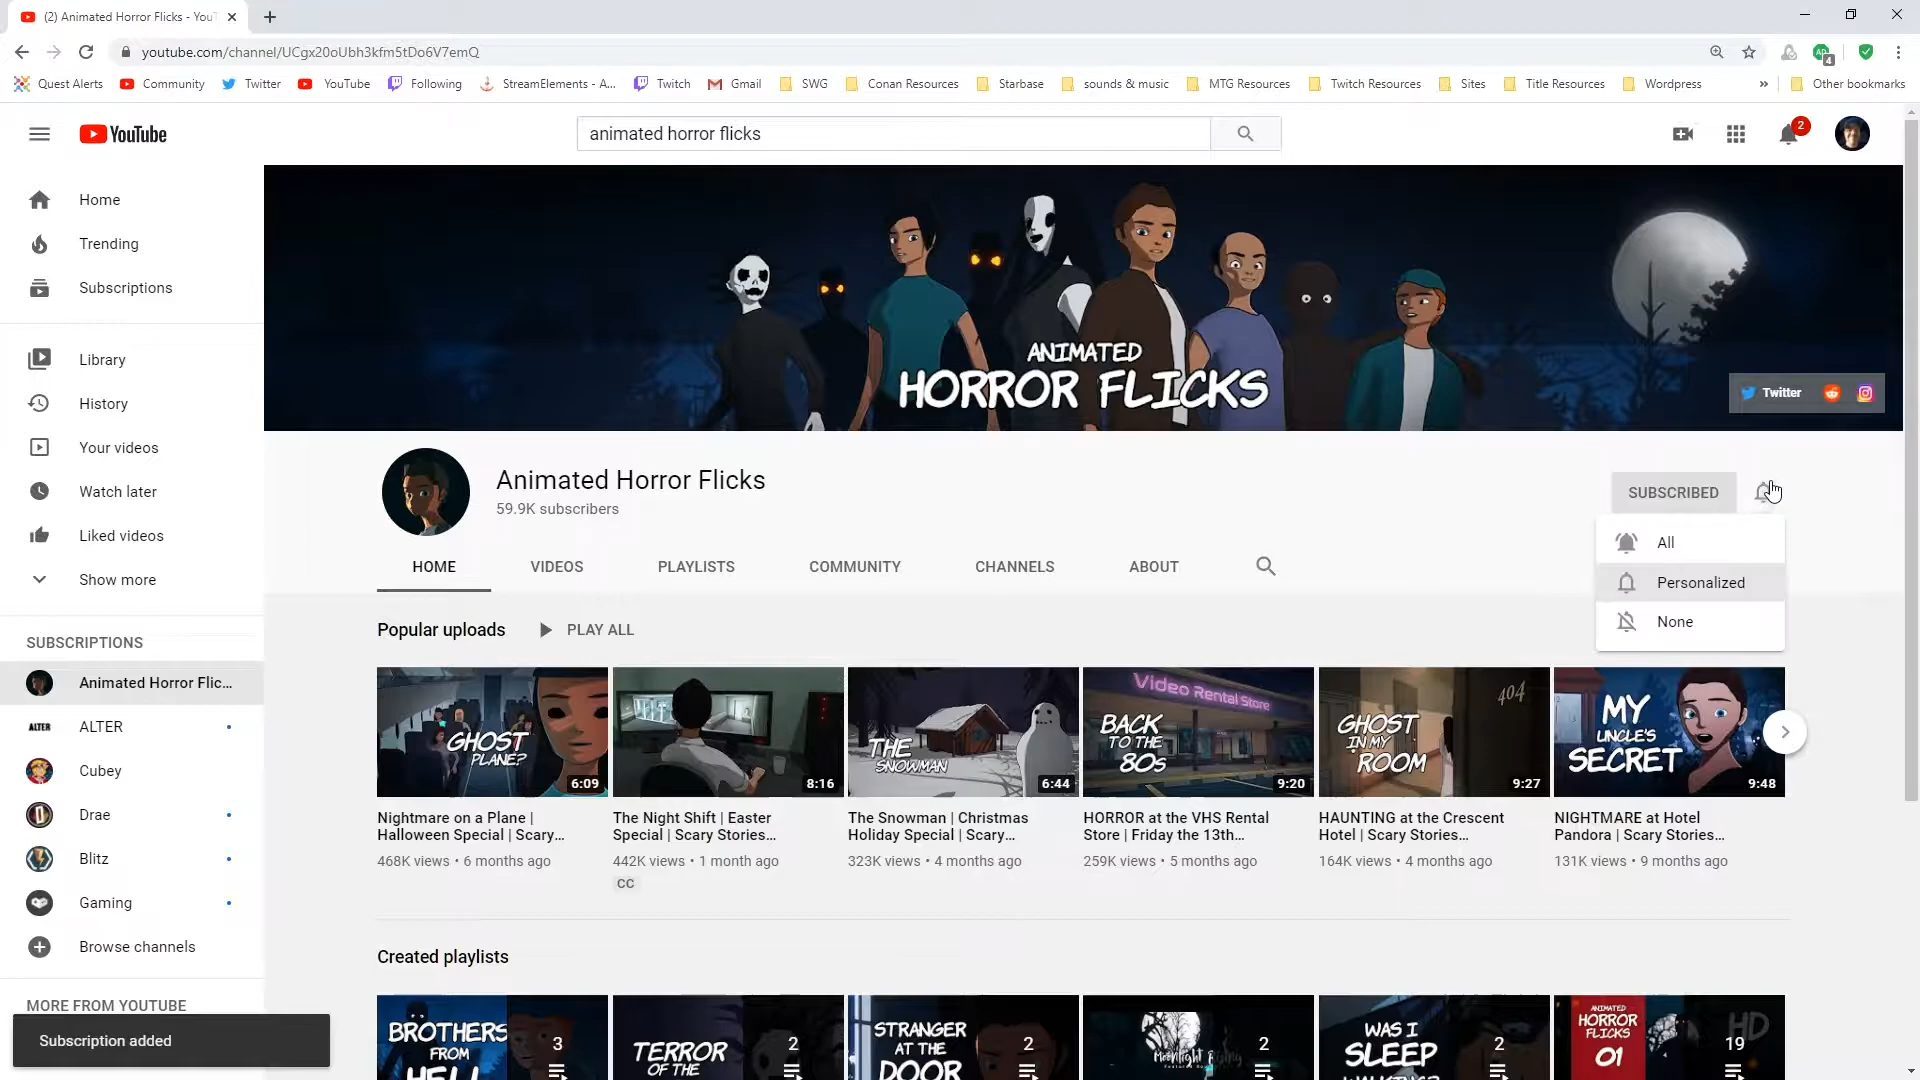 (2) Animated Horror Flicks - YouT
youtube.com/channel/UCgx20oUbh3kfm5tDo6V7emQ
4
Quest Alerts
Community
Twitter
YouTube
Following
StreamElements - A...
Twitch
Gmail
SWG
Conan Resources
Starbase
sounds & music
MTG Resources
Twitch Resources
Sites
Title Resources
Wordpress
»
Other bookmarks
YouTube
animated horror flicks
2
Home
Trending
Subscriptions
Library
History
Your videos
Watch later
Liked videos
Show more
SUBSCRIPTIONS
Animated Horror Flic...
ALTER
ALTER
Cubey
Drae
Blitz
Gaming
Browse channels
MORE FROM YOUTUBE
Subscription added
ANIMATED
HORROR FLICKS
Twitter
Animated Horror Flicks
59.9K subscribers
SUBSCRIBED
All
Personalized
None
HOME
VIDEOS
PLAYLISTS
COMMUNITY
CHANNELS
ABOUT
Popular uploads
PLAY ALL
GHOST
PLANE?
6:09
Nightmare on a Plane |
Halloween Special | Scary...
468K views • 6 months ago
8:16
The Night Shift | Easter
Special | Scary Stories...
442K views • 1 month ago
CC
THE
SNOWMAN
6:44
The Snowman | Christmas
Holiday Special | Scary...
323K views • 4 months ago
Video Rental Store
BACK
TO THE
80s
9:20
HORROR at the VHS Rental
Store | Friday the 13th...
259K views • 5 months ago
404
GHOST
IN MY
ROOM
9:27
HAUNTING at the Crescent
Hotel | Scary Stories...
164K views • 4 months ago
MY
UNCLE'S
SECRET
9:48
NIGHTMARE at Hotel
Pandora | Scary Stories...
131K views • 9 months ago
Created playlists
BROTHERS
FROM
HELL
3
TERROR
OF THE
2
STRANGER
AT THE
DOOR
2
Moonlight Rising
2
WAS I
SLEEP
WALKING?
2
ANIMATED
HORROR
FLICKS
01
HD
19